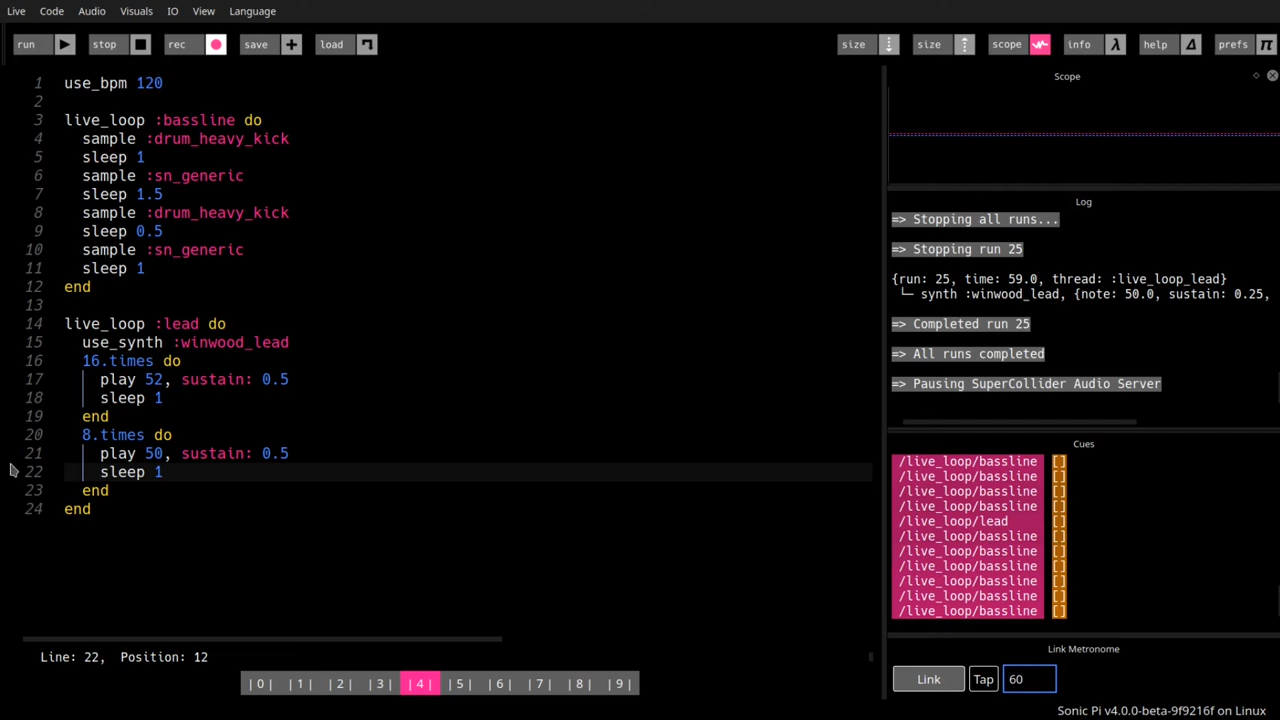 Live Code Audio Visuals IO View Language
run stop rec save load size size scope info λ help Δ prefs π
1 use_bpm 120
2
3 live_loop :bassline do
4 sample :drum_heavy_kick
5 sleep 1
6 sample :sn_generic
7 sleep 1.5
8 sample :drum_heavy_kick
9 sleep 0.5
10 sample :sn_generic
11 sleep 1
12 end
13
14 live_loop :lead do
15 use_synth :winwood_lead
16 16.times do
17 play 52, sustain: 0.5
18 sleep 1
19 end
20 8.times do
21 play 50, sustain: 0.5
22 sleep 1
23 end
24 end
Line: 22, Position: 12
|0| |1| |2| |3| |4| |5| |6| |7| |8| |9|
Scope
Log
=> Stopping all runs...
=> Stopping run 25
{run: 25, time: 59.0, thread: :live_loop_lead}
└─ synth :winwood_lead, {note: 50.0, sustain: 0.25,
=> Completed run 25
=> All runs completed
=> Pausing SuperCollider Audio Server
Cues
/live_loop/bassline []
/live_loop/bassline []
/live_loop/bassline []
/live_loop/bassline []
/live_loop/lead []
/live_loop/bassline []
/live_loop/bassline []
/live_loop/bassline []
/live_loop/bassline []
/live_loop/bassline []
/live_loop/bassline []
Link Metronome
Link Tap 60
Sonic Pi v4.0.0-beta-9f9216f on Linux